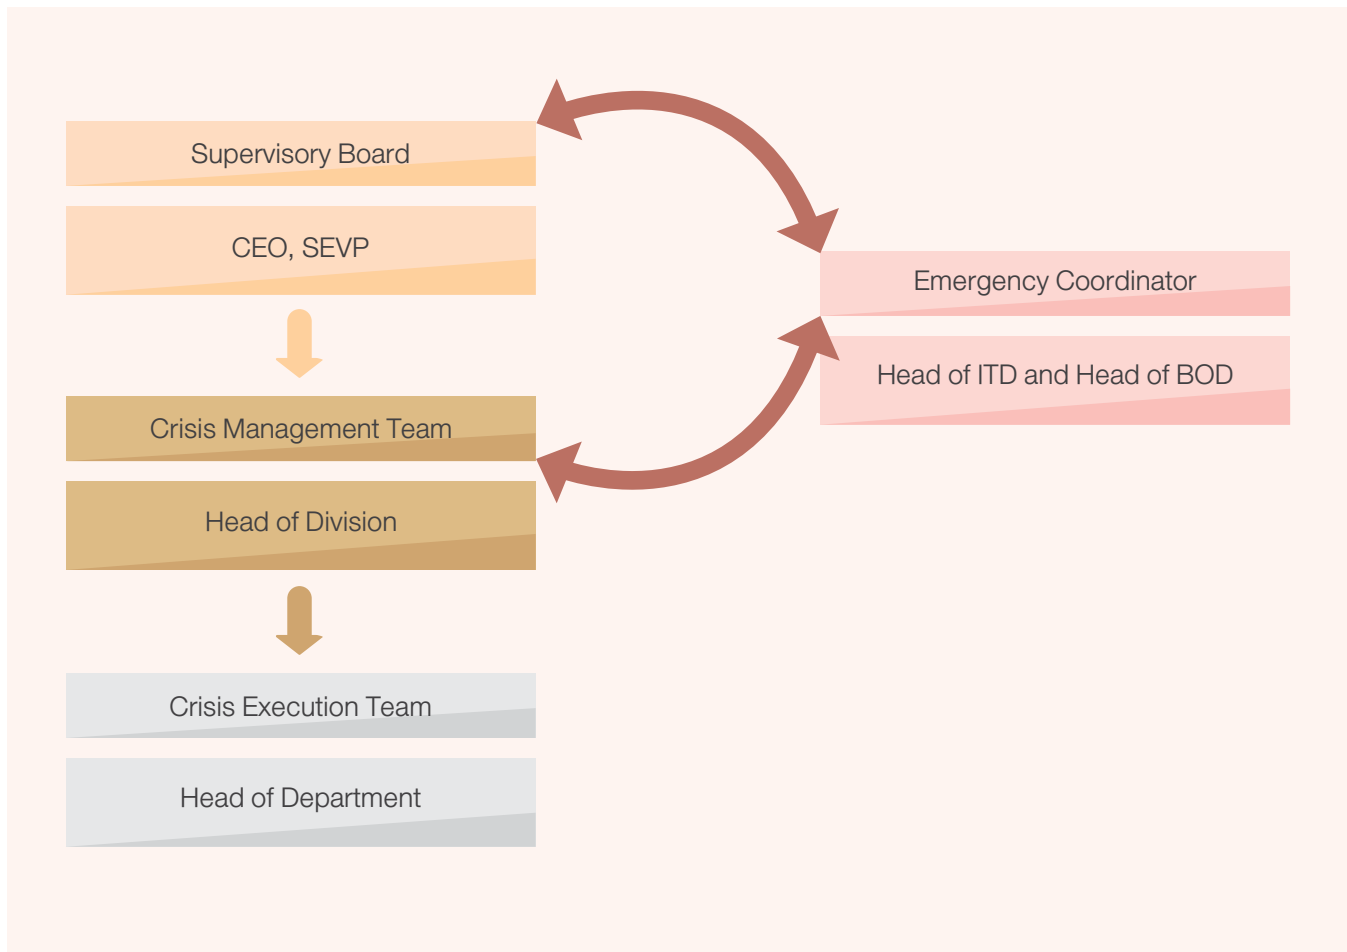 Supervisory Board
CEO, SEVP
Emergency Coordinator
Head of ITD and Head of BOD
Crisis Management Team
Head of Division
Crisis Execution Team
Head of Department